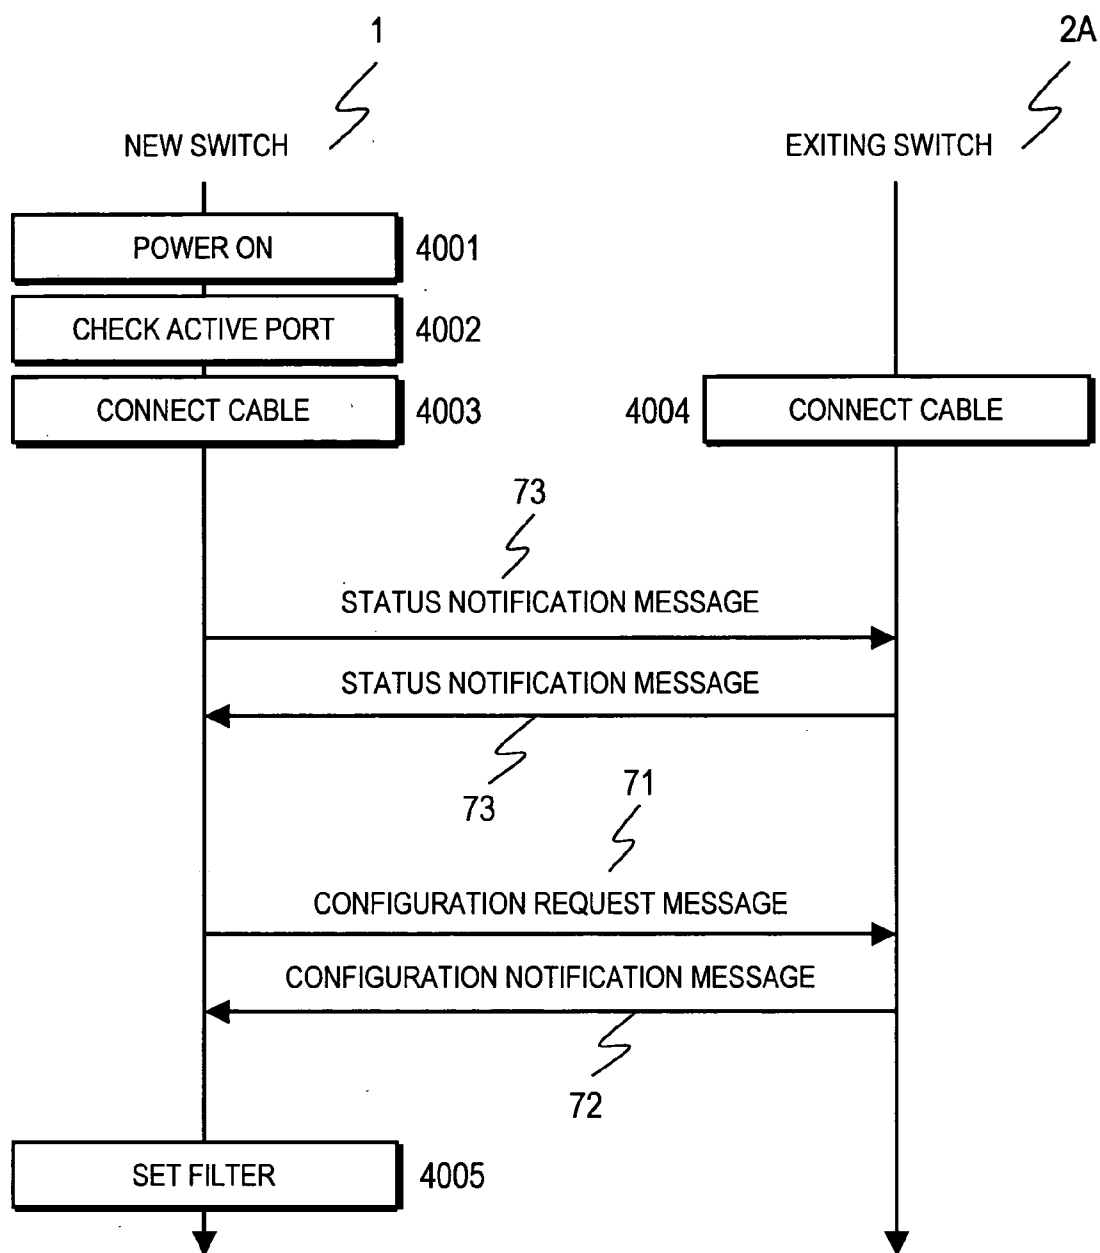 1
2A
NEW SWITCH
EXITING SWITCH
POWER ON
4001
CHECK ACTIVE PORT
4002
CONNECT CABLE
4003
4004
CONNECT CABLE
73
STATUS NOTIFICATION MESSAGE
STATUS NOTIFICATION MESSAGE
73
71
CONFIGURATION REQUEST MESSAGE
CONFIGURATION NOTIFICATION MESSAGE
72
SET FILTER
4005